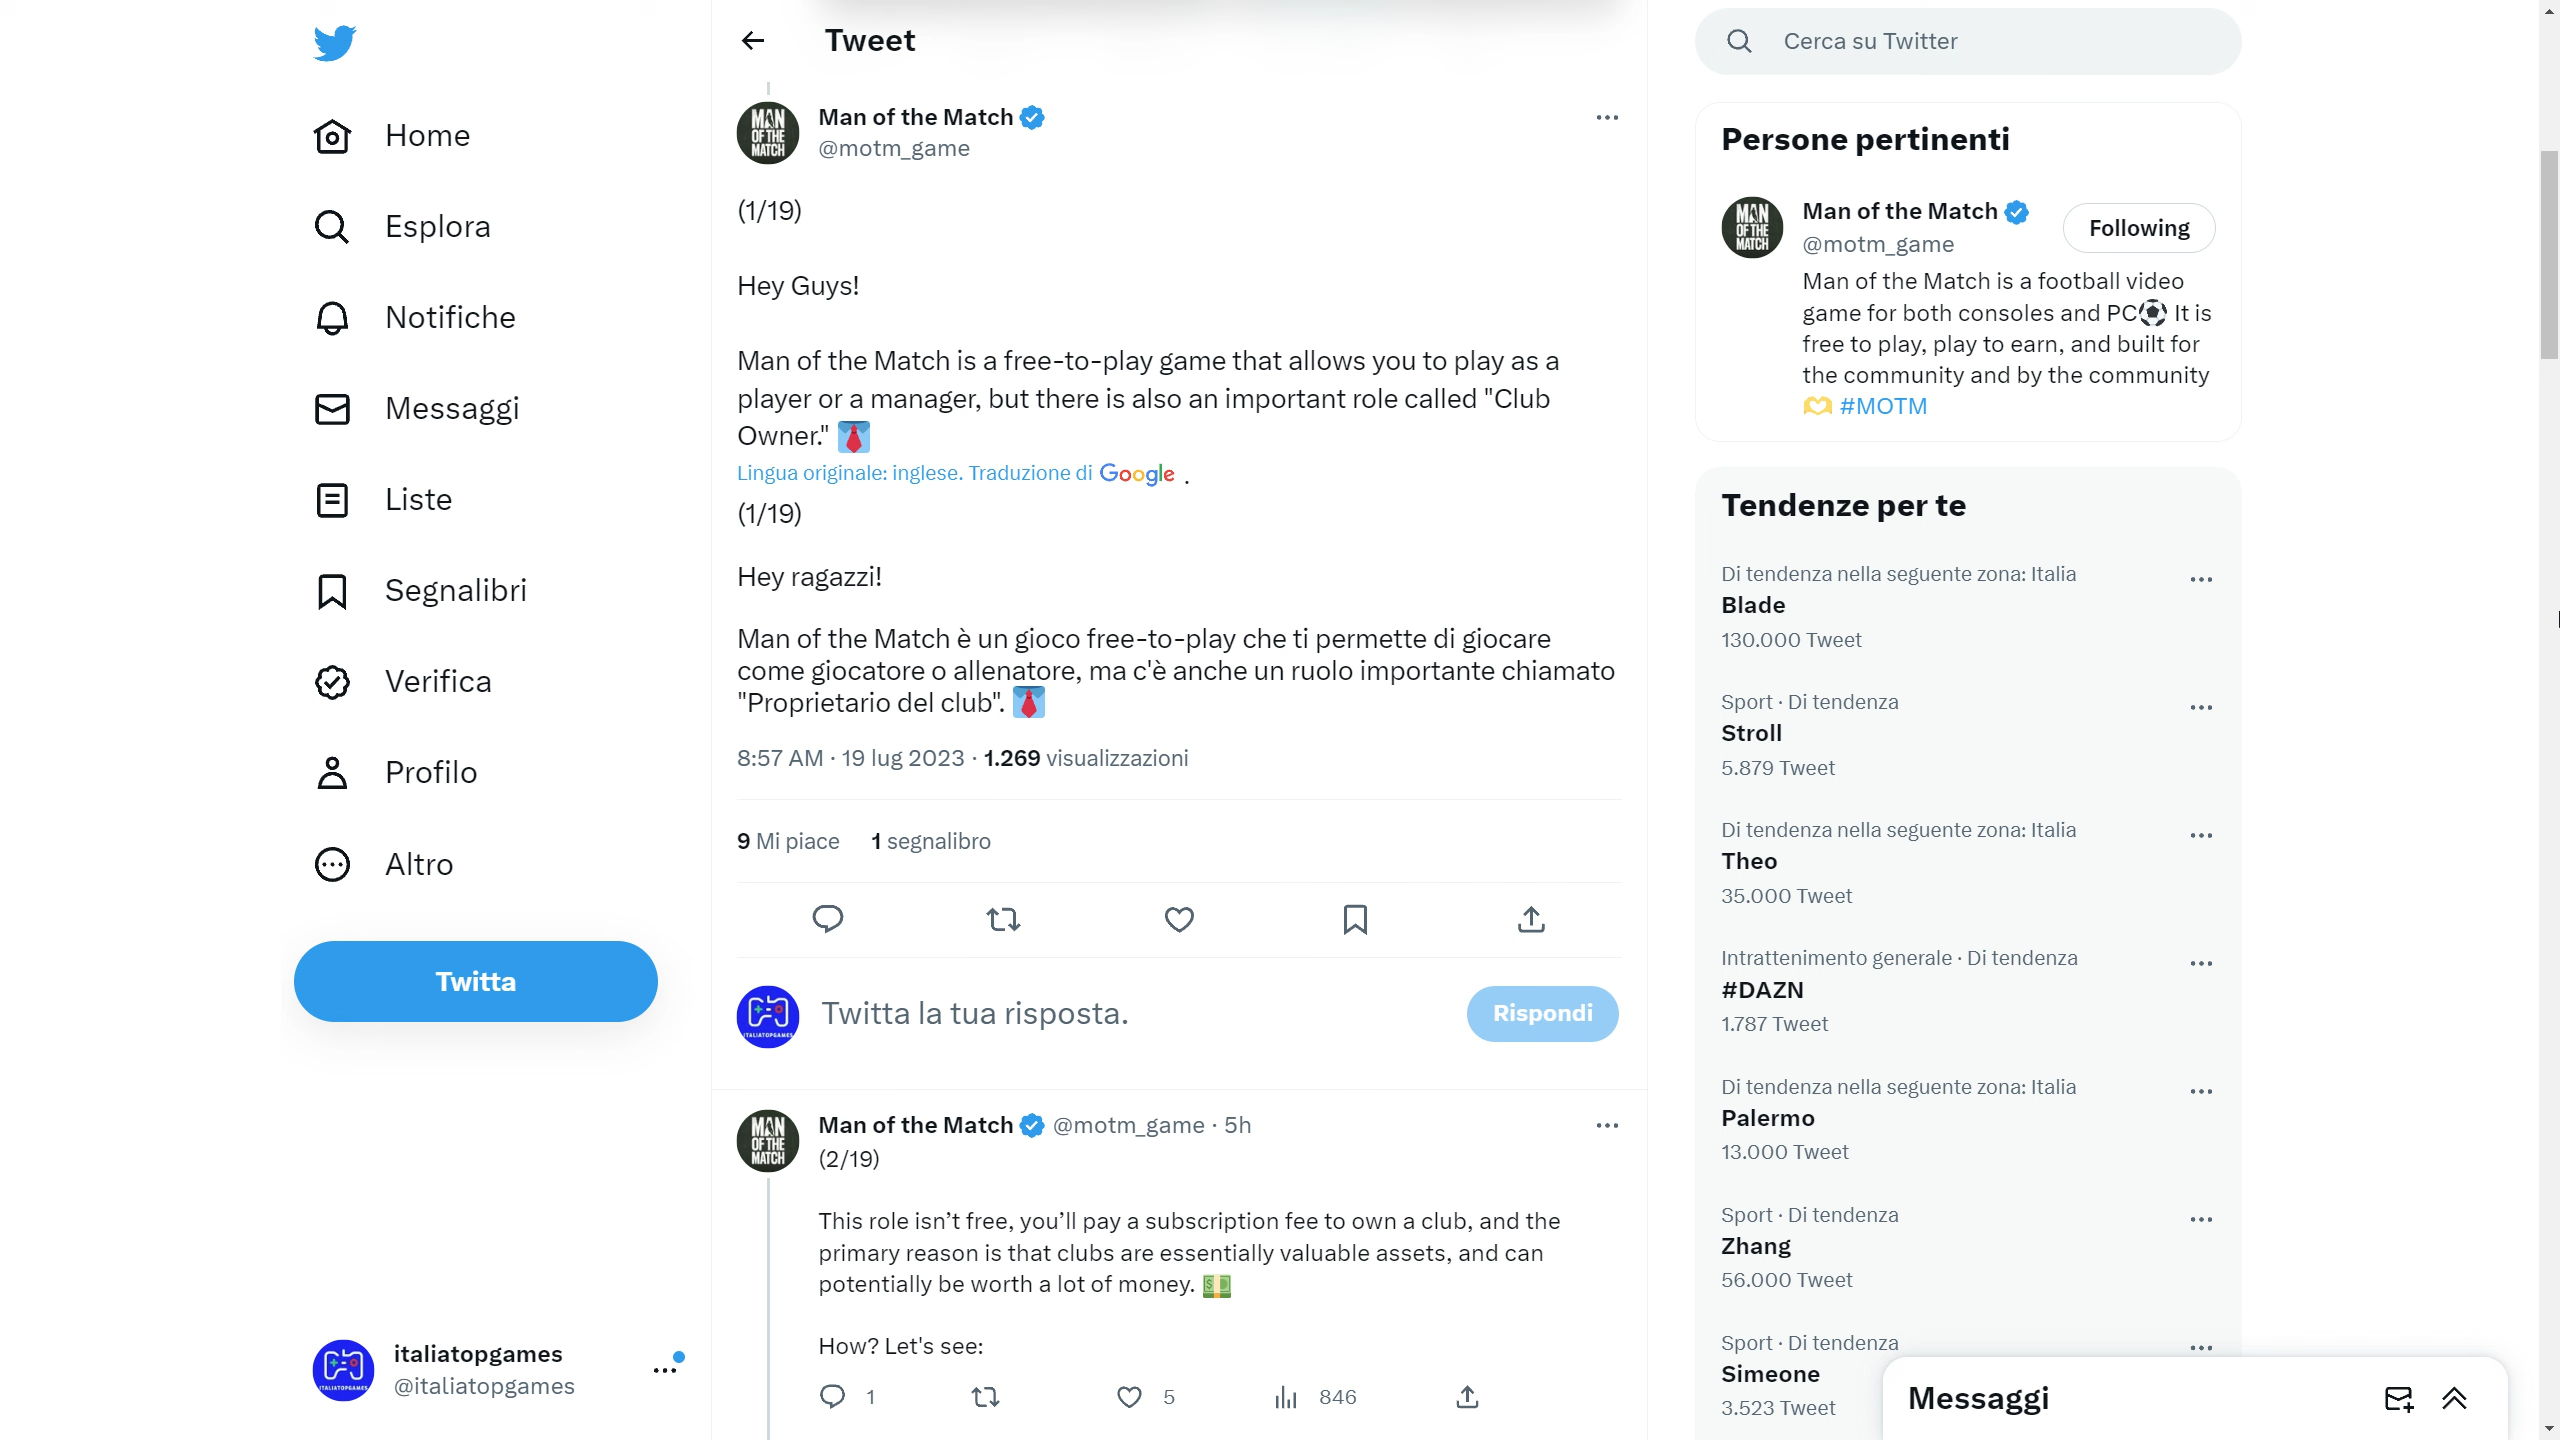 Home
Esplora
Notifiche
Messaggi
Liste
Segnalibri
Verifica
Profilo
Altro
Twitta
italiatopgames
@italiatopgames
Tweet
MAN OF THE MATCH
Man of the Match
@motm_game
(1/19)
Hey Guys!
Man of the Match is a free-to-play game that allows you to play as a
player or a manager, but there is also an important role called "Club
Owner." 👔
Lingua originale: inglese. Traduzione di Google .
(1/19)
Hey ragazzi!
Man of the Match è un gioco free-to-play che ti permette di giocare
come giocatore o allenatore, ma c'è anche un ruolo importante chiamato
"Proprietario del club". 👔
8:57 AM · 19 lug 2023 · 1.269 visualizzazioni
9 Mi piace 1 segnalibro
ITALIATOPGAMES
Twitta la tua risposta.
Rispondi
MAN OF THE MATCH
Man of the Match @motm_game · 5h
(2/19)
This role isn’t free, you’ll pay a subscription fee to own a club, and the
primary reason is that clubs are essentially valuable assets, and can
potentially be worth a lot of money. 💵
How? Let's see:
1 5 846
Cerca su Twitter
Persone pertinenti
MAN OF THE MATCH
Man of the Match
@motm_game
Following
Man of the Match is a football video
game for both consoles and PC⚽ It is
free to play, play to earn, and built for
the community and by the community
🫶 #MOTM
Tendenze per te
Di tendenza nella seguente zona: Italia
Blade
130.000 Tweet
Sport · Di tendenza
Stroll
5.879 Tweet
Di tendenza nella seguente zona: Italia
Theo
35.000 Tweet
Intrattenimento generale · Di tendenza
#DAZN
1.787 Tweet
Di tendenza nella seguente zona: Italia
Palermo
13.000 Tweet
Sport · Di tendenza
Zhang
56.000 Tweet
Sport · Di tendenza
Simeone
3.523 Tweet
Messaggi